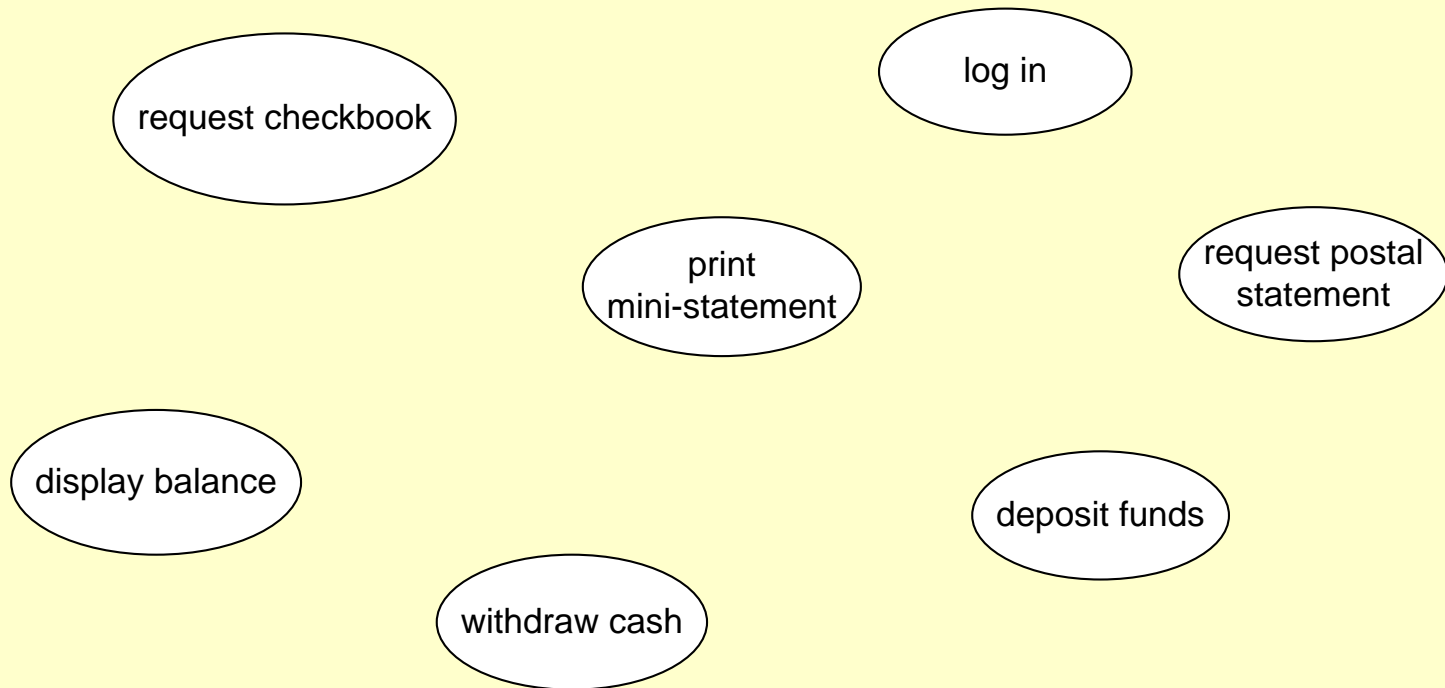 log in
request checkbook
request postal
statement
print
mini-statement
display balance
deposit funds
withdraw cash